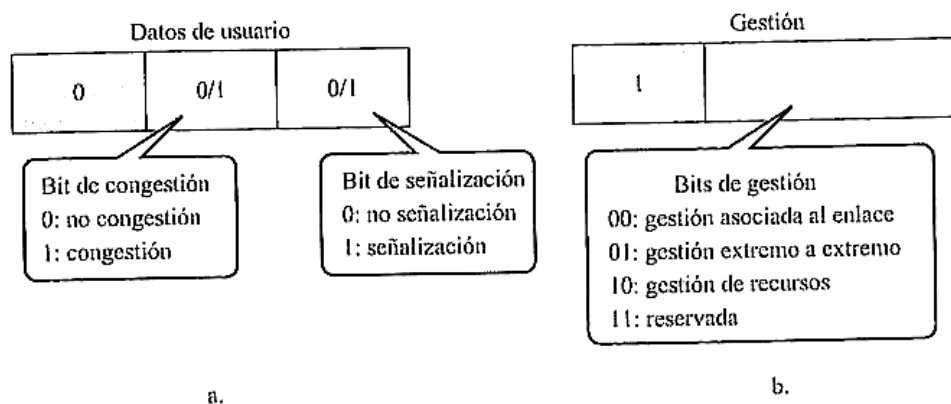 Datos de usuario
0 0/1 0/1
Bit de congestión
0: no congestión
1: congestión
Bit de señalización
0: no señalización
1: señalización
a.
Gestión
1
Bits de gestión
00: gestión asociada al enlace
01: gestión extremo a extremo
10: gestión de recursos
11: reservada
b.